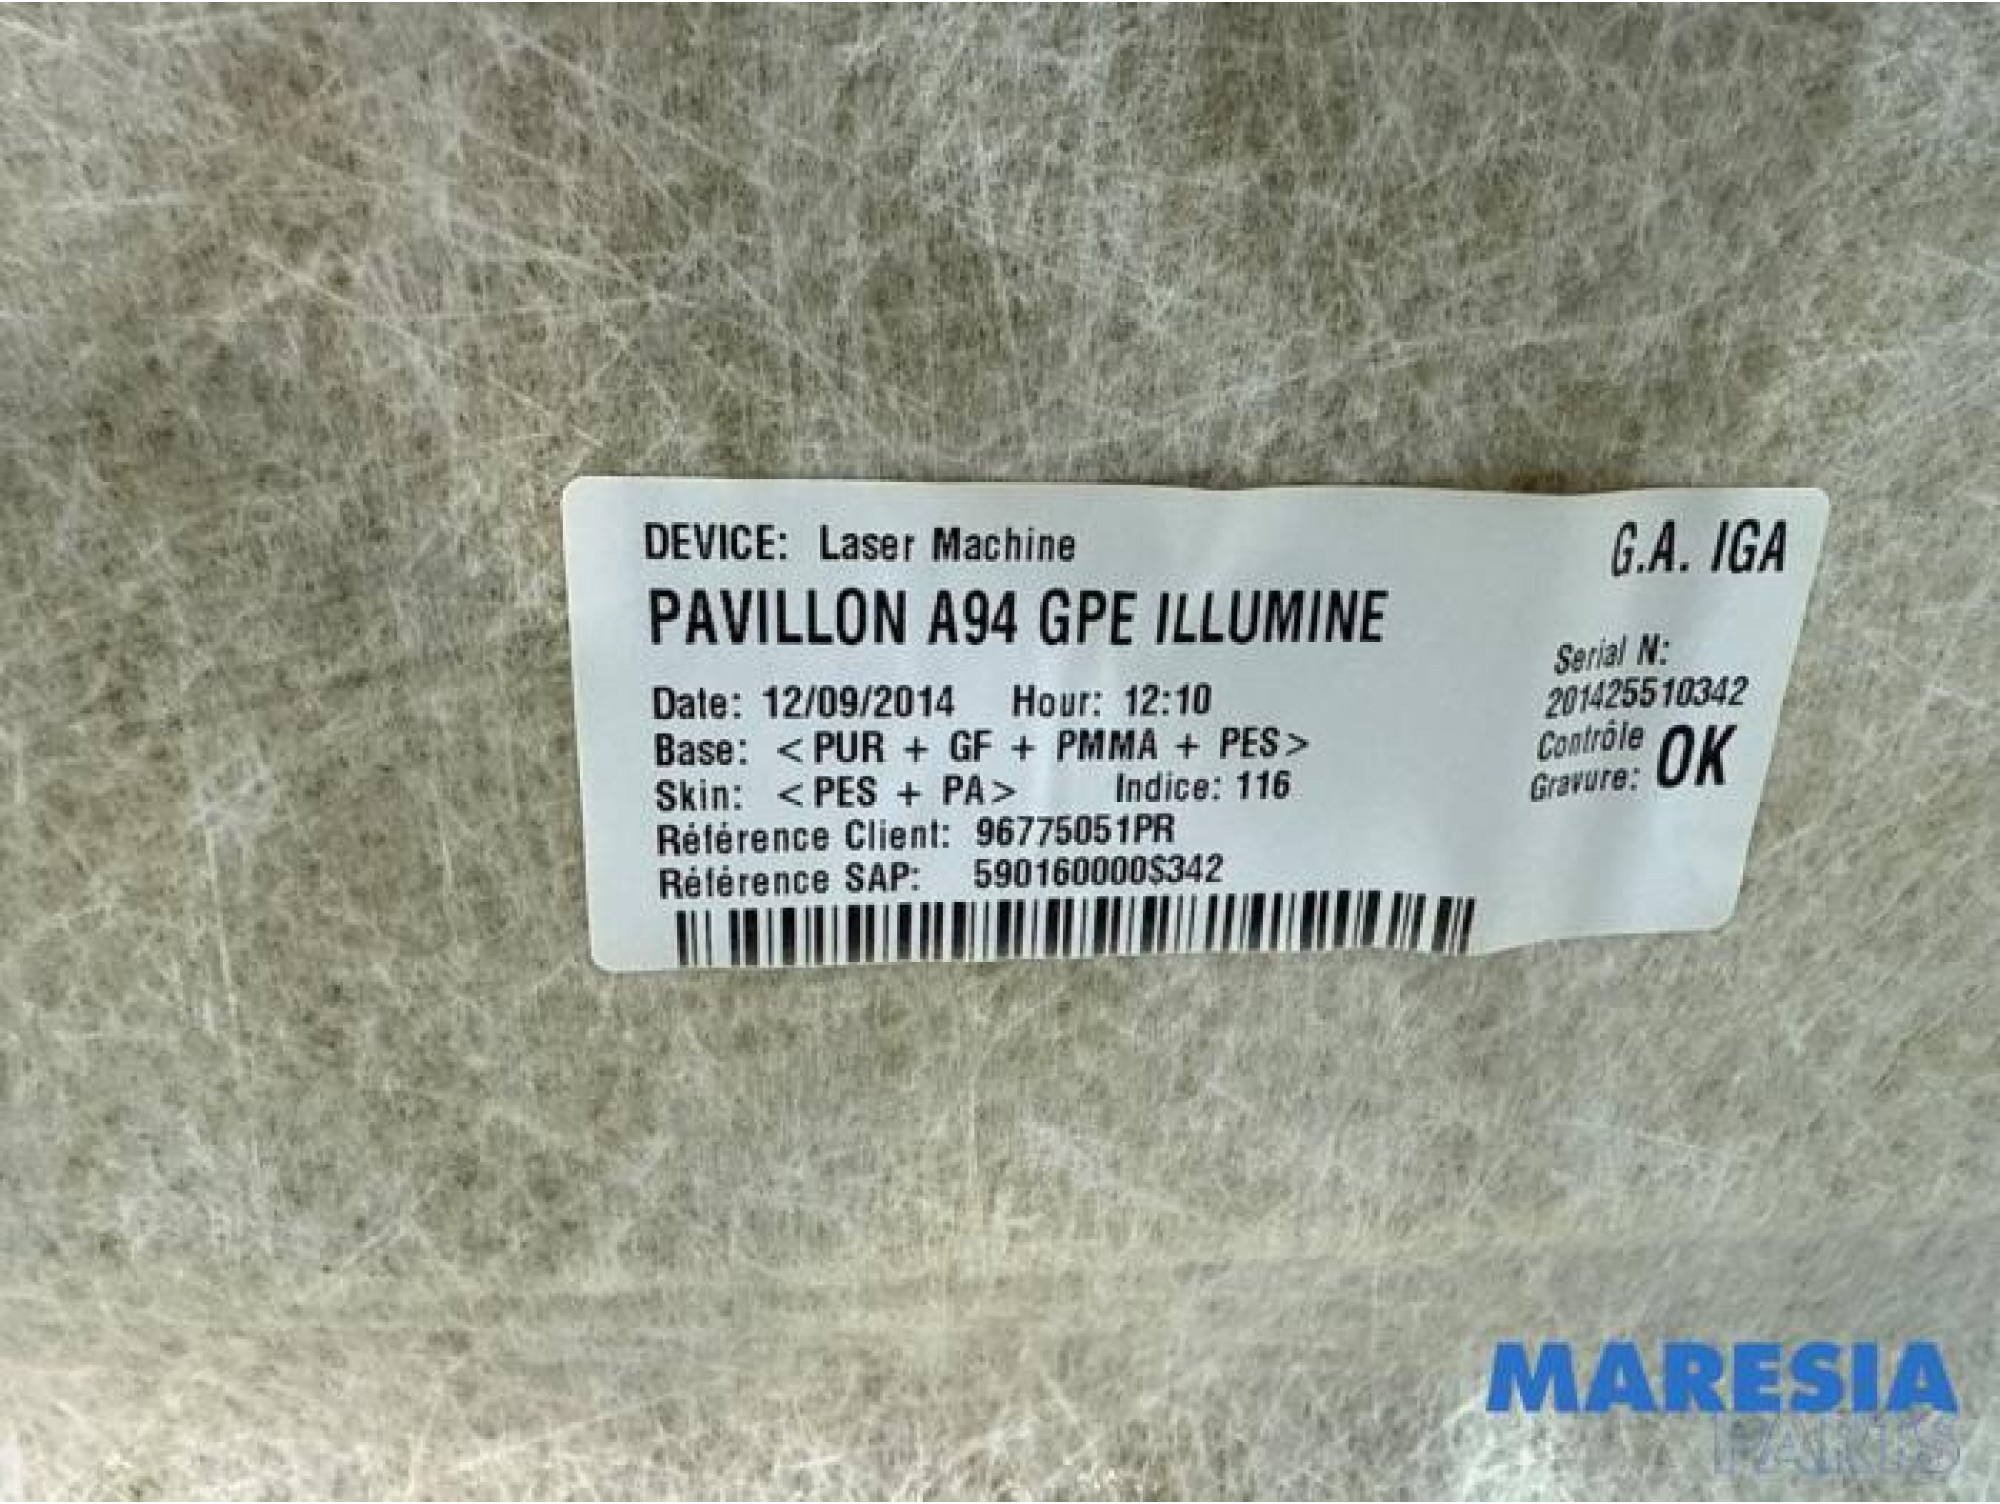 DEVICE: Laser Machine
G.A. IGA
PAVILLON A94 GPE ILLUMINE
Date: 12/09/2014 Hour: 12:10
Base: <PUR + GF + PMMA + PES>
Skin: <PES + PA> Indice: 116
Référence Client: 96775051PR
Référence SAP: 590160000S342
Serial N:
201425510342
Contrôle
Gravure: OK
MARESIA
PARTS